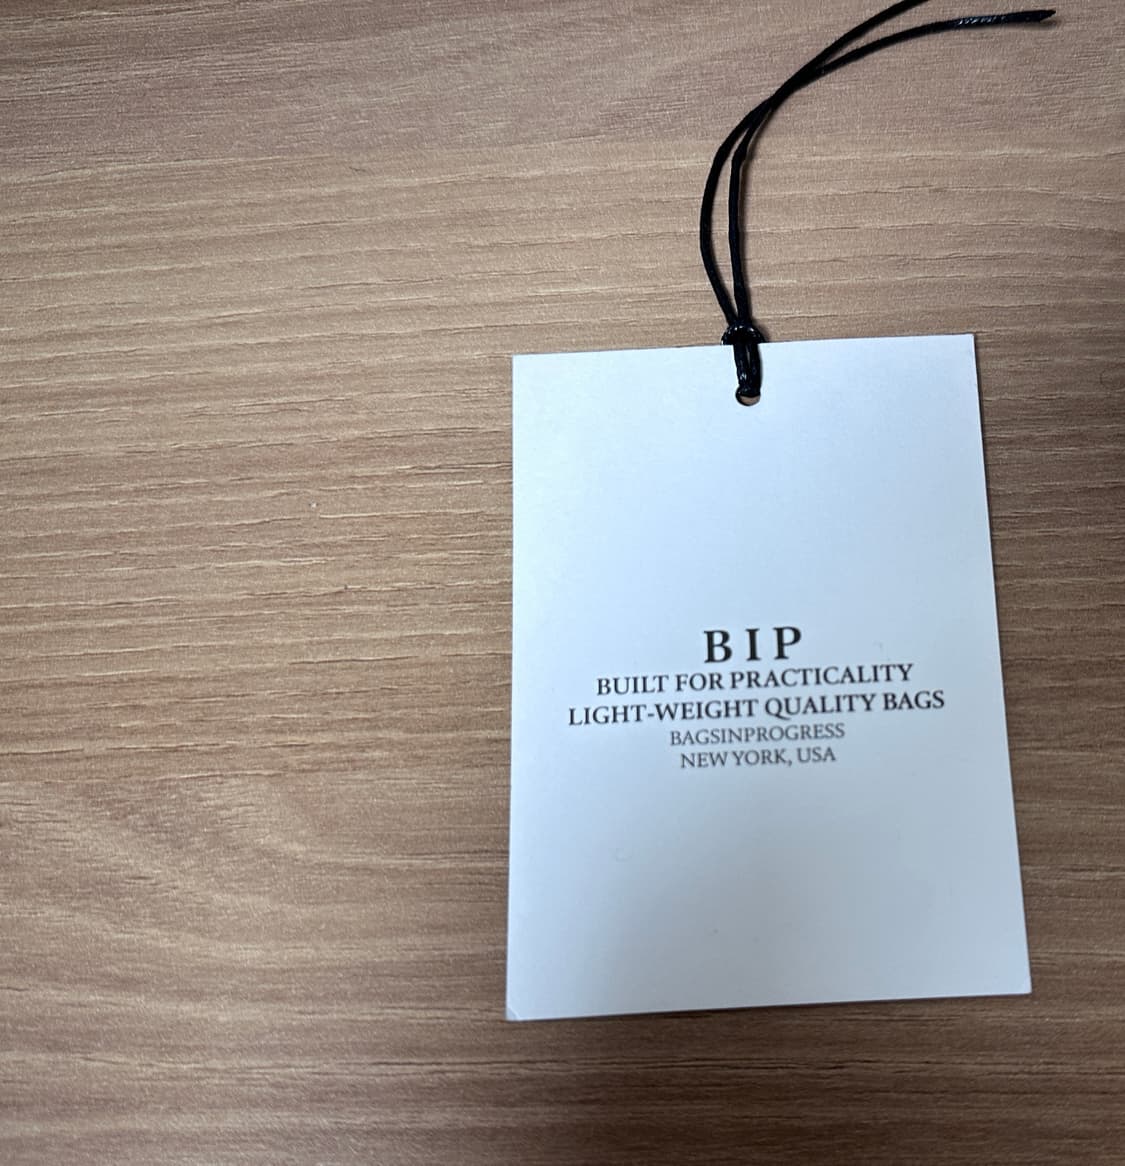 BIP
BUILT FOR PRACTICALITY
LIGHT-WEIGHT QUALITY BAGS
BAGSINPROGRESS
NEW YORK, USA